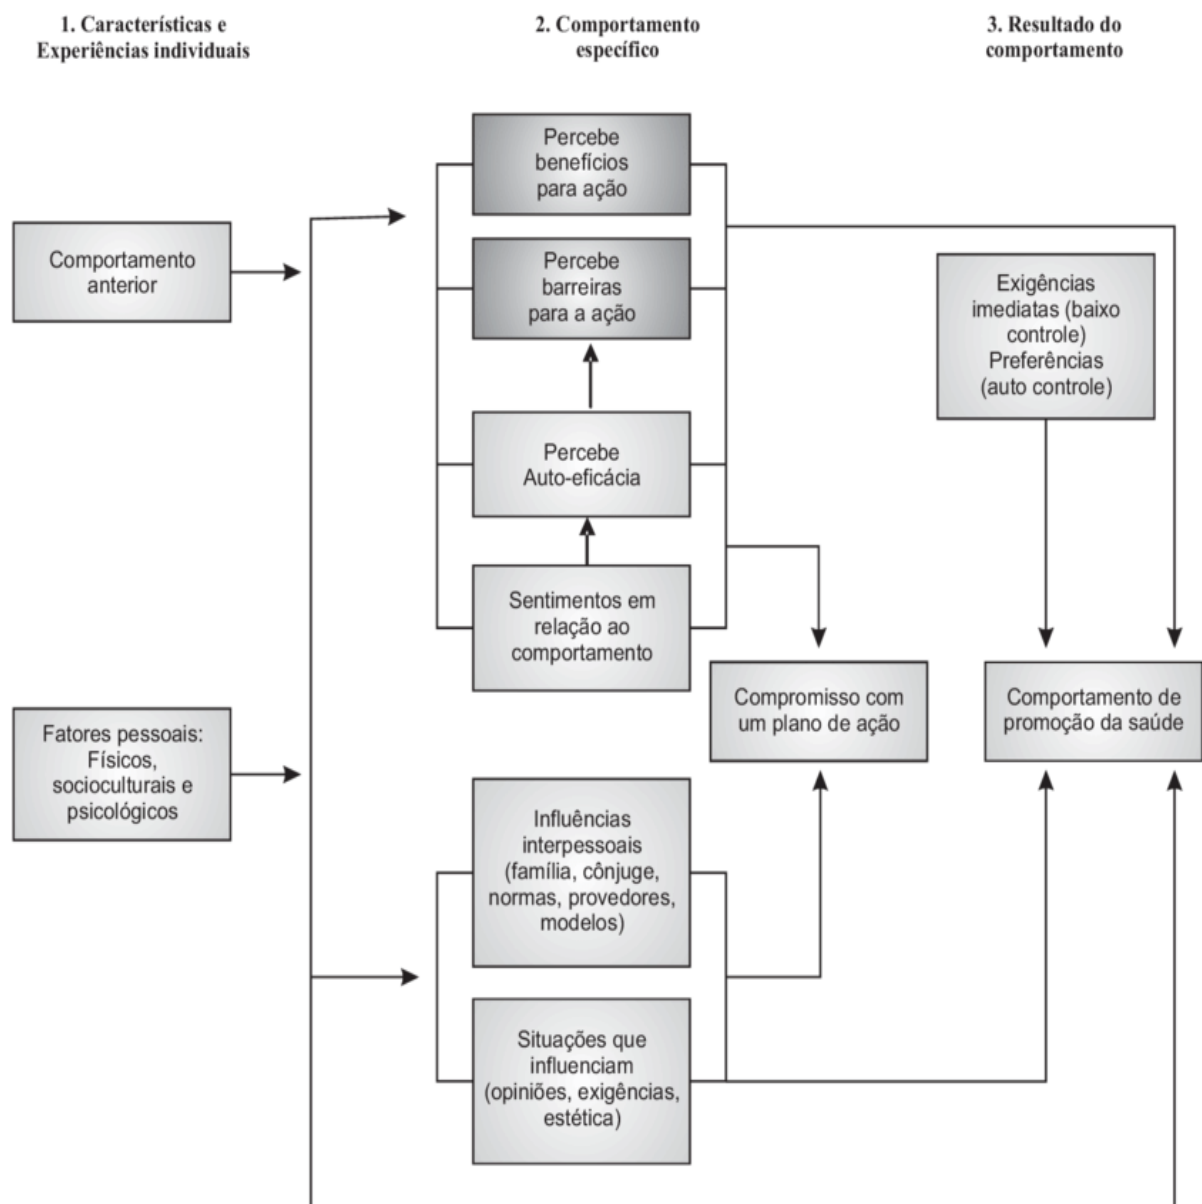 1. Características e
Experiências individuais
2. Comportamento
específico
3. Resultado do
comportamento
Comportamento
anterior
Fatores pessoais:
Físicos,
socioculturais e
psicológicos
Percebe
benefícios
para ação
Percebe
barreiras
para a ação
Percebe
Auto-eficácia
Sentimentos em
relação ao
comportamento
Influências
interpessoais
(família, cônjuge,
normas, provedores,
modelos)
Situações que
influenciam
(opiniões, exigências,
estética)
Compromisso com
um plano de ação
Exigências
imediatas (baixo
controle)
Preferências
(auto controle)
Comportamento de
promoção da saúde